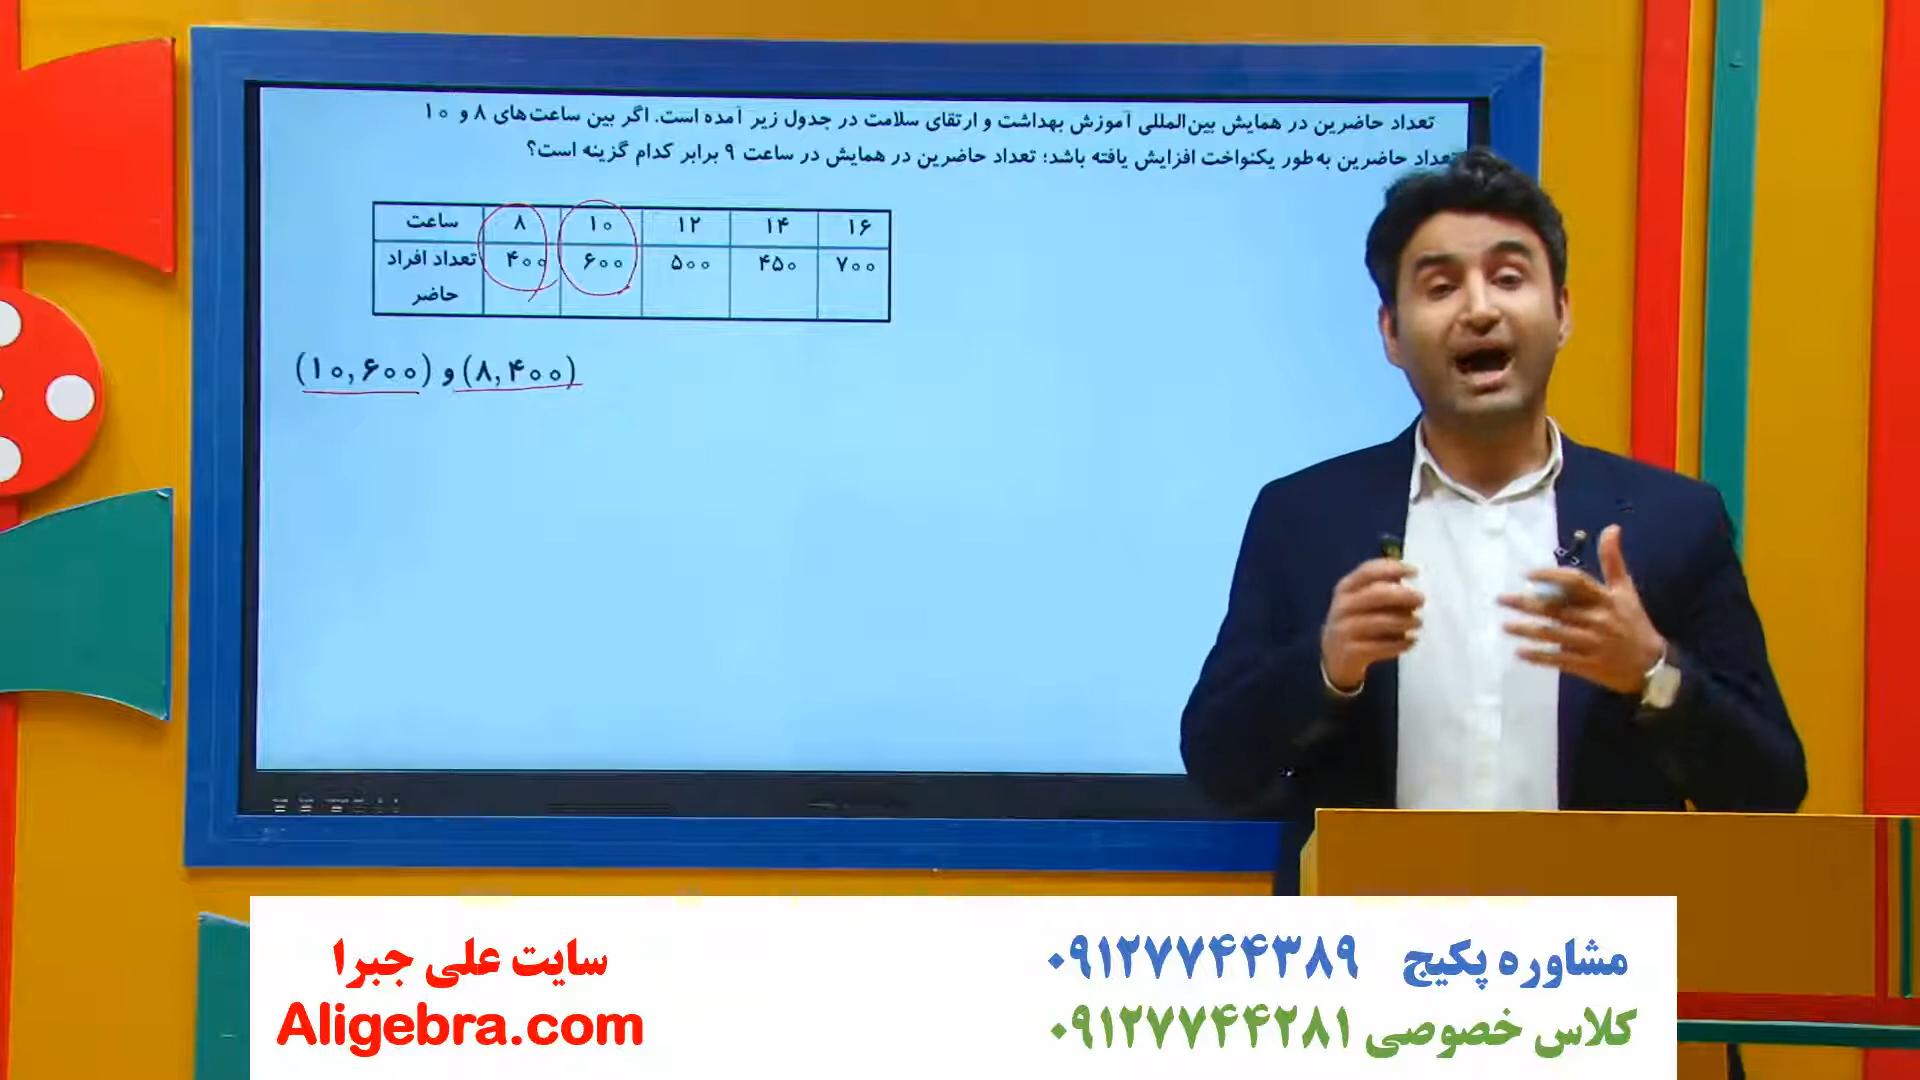 تعداد حاضرین در همایش بین‌المللی آموزش بهداشت و ارتقای سلامت در جدول زیر آمده است. اگر بین ساعت‌های ۸ و ۱۰
تعداد حاضرین به‌طور یکنواخت افزایش یافته باشد؛ تعداد حاضرین در همایش در ساعت ۹ برابر کدام گزینه است؟
ساعت ۸ ۱۰ ۱۲ ۱۴ ۱۶
تعداد افراد حاضر ۴۰۰ ۶۰۰ ۵۰۰ ۴۵۰ ۷۰۰
(۱۰,۶۰۰) و (۸,۴۰۰)
سایت علی جبرا
Aligebra.com
مشاوره پکیج ۰۹۱۲۷۷۴۴۳۸۹
کلاس خصوصی ۰۹۱۲۷۷۴۴۲۸۱